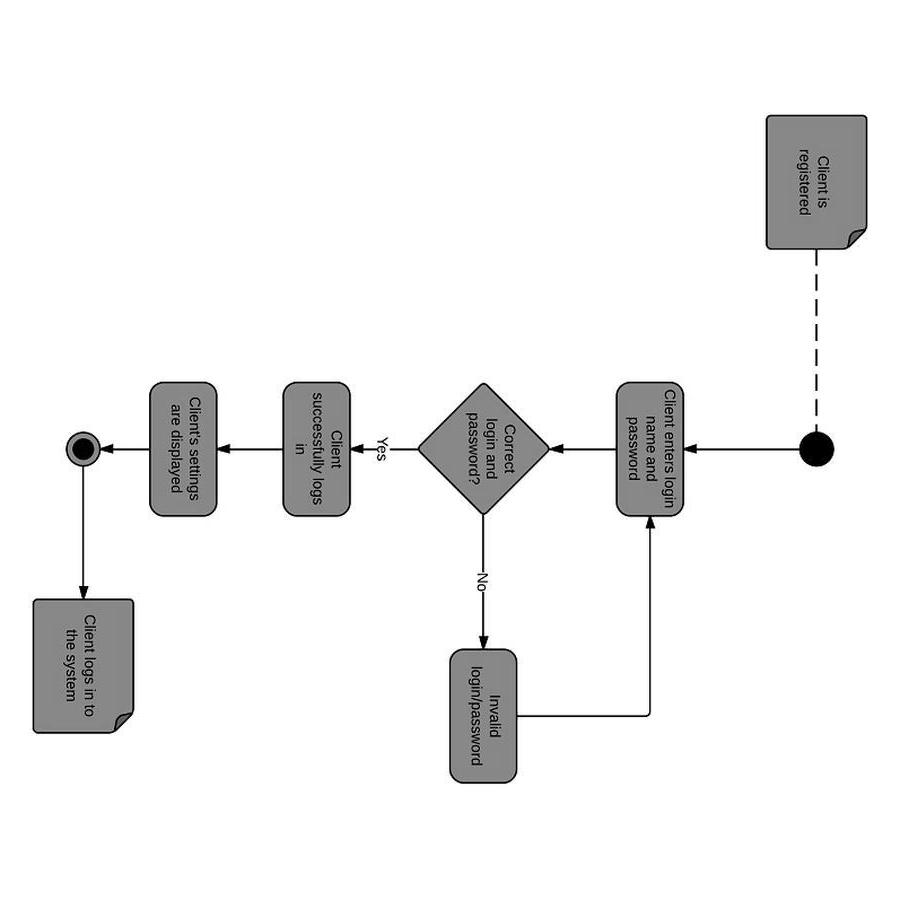 Client is
registered
Client enters login
name and
password
Correct
login and
password?
Yes
No
Client
successfully logs
in
Invalid
login/password
Client's settings
are displayed
Client logs in to
the system